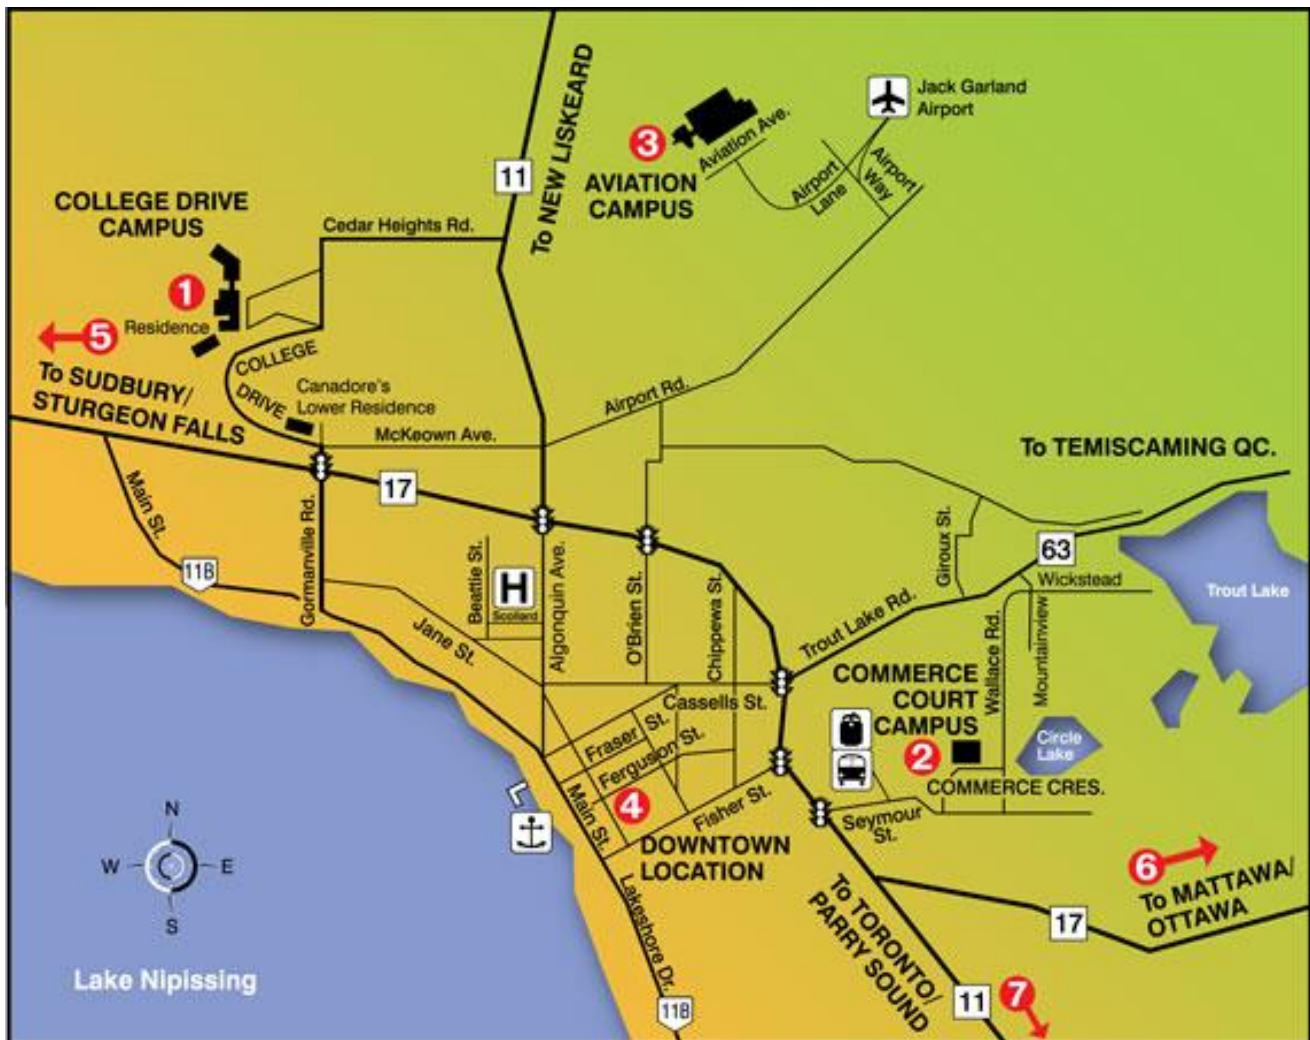 To NEW LISKEARD
11
Jack Garland
Airport
3
Aviation Ave.
AVIATION
CAMPUS
Airport
Lane
Airport
Way
COLLEGE DRIVE
CAMPUS
Cedar Heights Rd.
1
5
Residence
COLLEGE
DRIVE
To SUDBURY/
STURGEON FALLS
Canadore's
Lower Residence
McKeown Ave.
Airport Rd.
To TEMISCAMING QC.
17
Main St.
11B
Gormanville Rd.
Beattie St.
H
Scollard
Algonquin Ave.
O'Brien St.
Chippewa St.
Giroux St.
63
Wickstead
Trout Lake
Trout Lake Rd.
Jane St.
Wallace Rd.
Mountainview
COMMERCE
COURT
CAMPUS
Cassells St.
Fraser St.
Ferguson St.
2
Circle
Lake
COMMERCE CRES.
4
Main St.
Fisher St.
Seymour
St.
DOWNTOWN
LOCATION
N
W
E
S
6
To MATTAWA/
OTTAWA
17
Lakeshore Dr.
To TORONTO/
PARRY SOUND
Lake Nipissing
11B
11
7